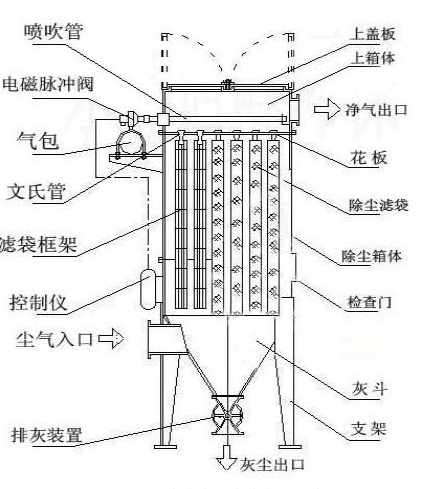 喷吹管
上盖板
上箱体
电磁脉冲阀
净气出口
气包
花板
文氏管
除尘滤袋
滤袋框架
除尘箱体
控制仪
检查门
尘气入口
灰斗
支架
排灰装置
灰尘出口